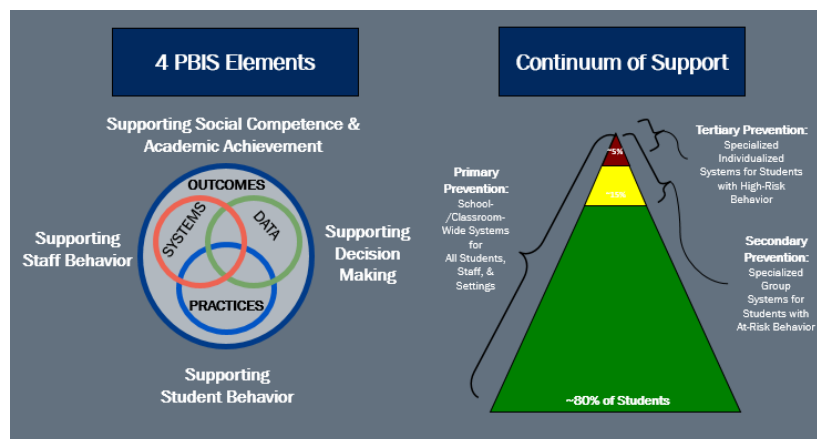 4 PBIS Elements
Supporting Social Competence &
Academic Achievement
OUTCOMES
SYSTEMS
DATA
PRACTICES
Supporting
Staff Behavior
Supporting
Decision
Making
Supporting
Student Behavior
Continuum of Support
Primary
Prevention:
School-
/Classroom-
Wide Systems
for
All Students,
Staff, &
Settings
~5%
~15%
~80% of Students
Tertiary Prevention:
Specialized
Individualized
Systems for Students
with High-Risk
Behavior
Secondary
Prevention:
Specialized
Group
Systems for
Students with
At-Risk Behavior